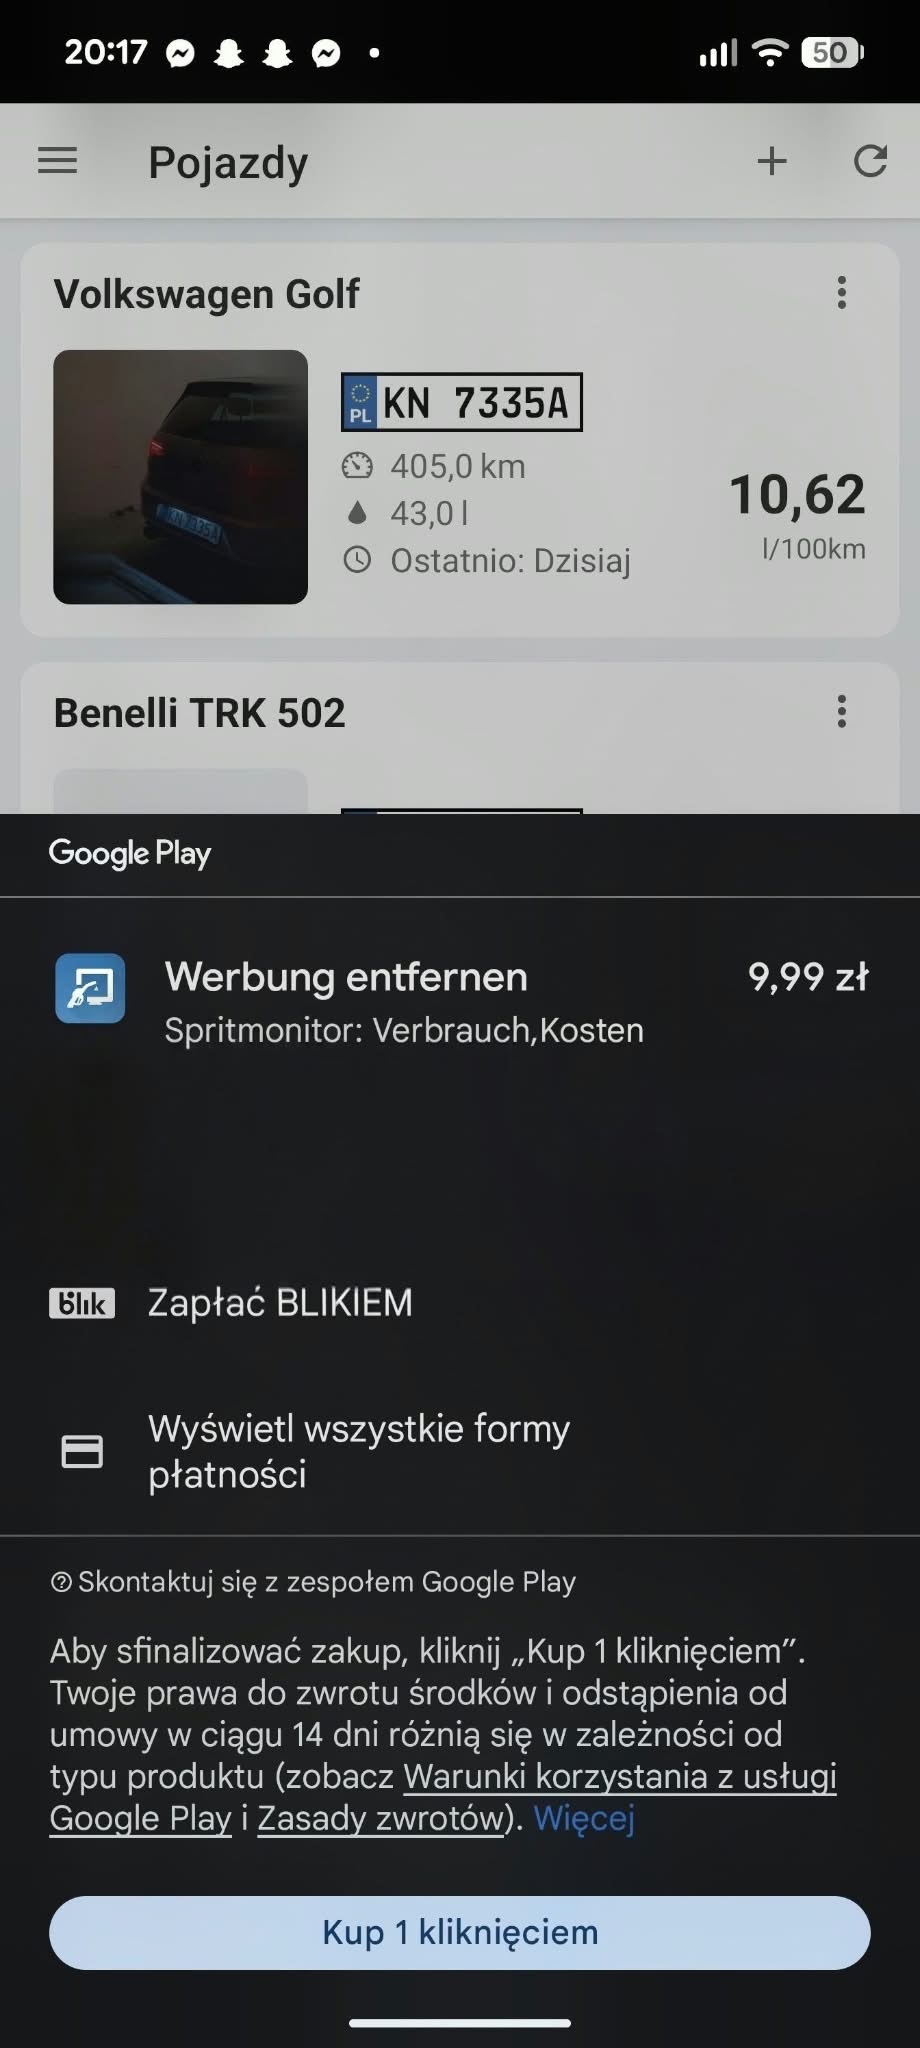 20:17
50
Pojazdy
Volkswagen Golf
PL
KN 7335A
405,0 km
43,0 l
Ostatnio: Dzisiaj
10,62
l/100km
KN 7335A
Benelli TRK 502
Google Play
Werbung entfernen
9,99 zł
Spritmonitor: Verbrauch,Kosten
blik
Zapłać BLIKIEM
Wyświetl wszystkie formy
płatności
Skontaktuj się z zespołem Google Play
Aby sfinalizować zakup, kliknij „Kup 1 kliknięciem”.
Twoje prawa do zwrotu środków i odstąpienia od
umowy w ciągu 14 dni różnią się w zależności od
typu produktu (zobacz Warunki korzystania z usługi
Google Play i Zasady zwrotów). Więcej
Kup 1 kliknięciem